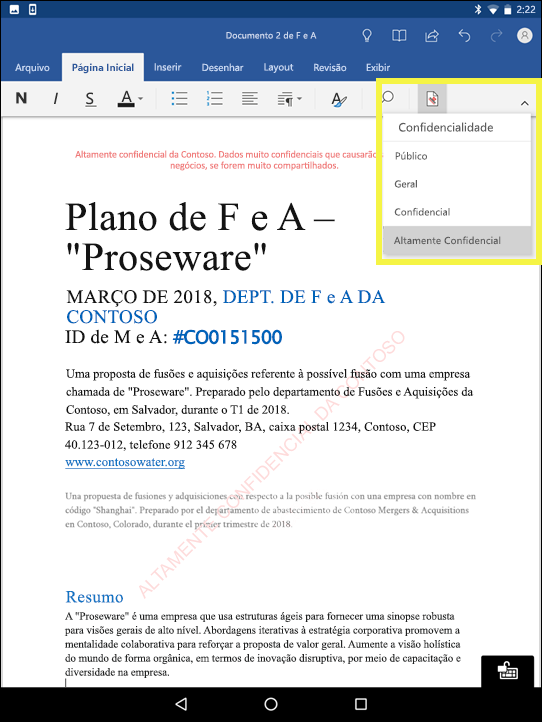 2:22
Documento 2 de F e A
Arquivo Página Inicial Inserir Desenhar Layout Revisão Exibir
N I S A
Confidencialidade
Público
Geral
Confidencial
Altamente Confidencial
Altamente confidencial da Contoso. Dados muito confidenciais que causarão
negócios, se forem muito compartilhados.
Plano de F e A –
"Proseware"
MARÇO DE 2018, DEPT. DE F e A DA
CONTOSO
ID de M e A: #CO0151500
Uma proposta de fusões e aquisições referente à possível fusão com uma empresa
chamada de "Proseware". Preparado pelo departamento de Fusões e Aquisições da
Contoso, em Salvador, durante o T1 de 2018.
Rua 7 de Setembro, 123, Salvador, BA, caixa postal 1234, Contoso, CEP
40.123-012, telefone 912 345 678
www.contosowater.org
Una propuesta de fusiones y adquisiciones con respecto a la posible fusión con una empresa con nombre en
código "Shanghai". Preparado por el departamento de abastecimiento de Contoso Mergers & Acquisitions
en Contoso, Colorado, durante el primer trimestre de 2018.
ALTAMENTE CONFIDENCIAL DA CONTOSO
Resumo
A "Proseware" é uma empresa que usa estruturas ágeis para fornecer uma sinopse robusta
para visões gerais de alto nível. Abordagens iterativas à estratégia corporativa promovem a
mentalidade colaborativa para reforçar a proposta de valor geral. Aumente a visão holística
do mundo de forma orgânica, em termos de inovação disruptiva, por meio de capacitação e
diversidade na empresa.